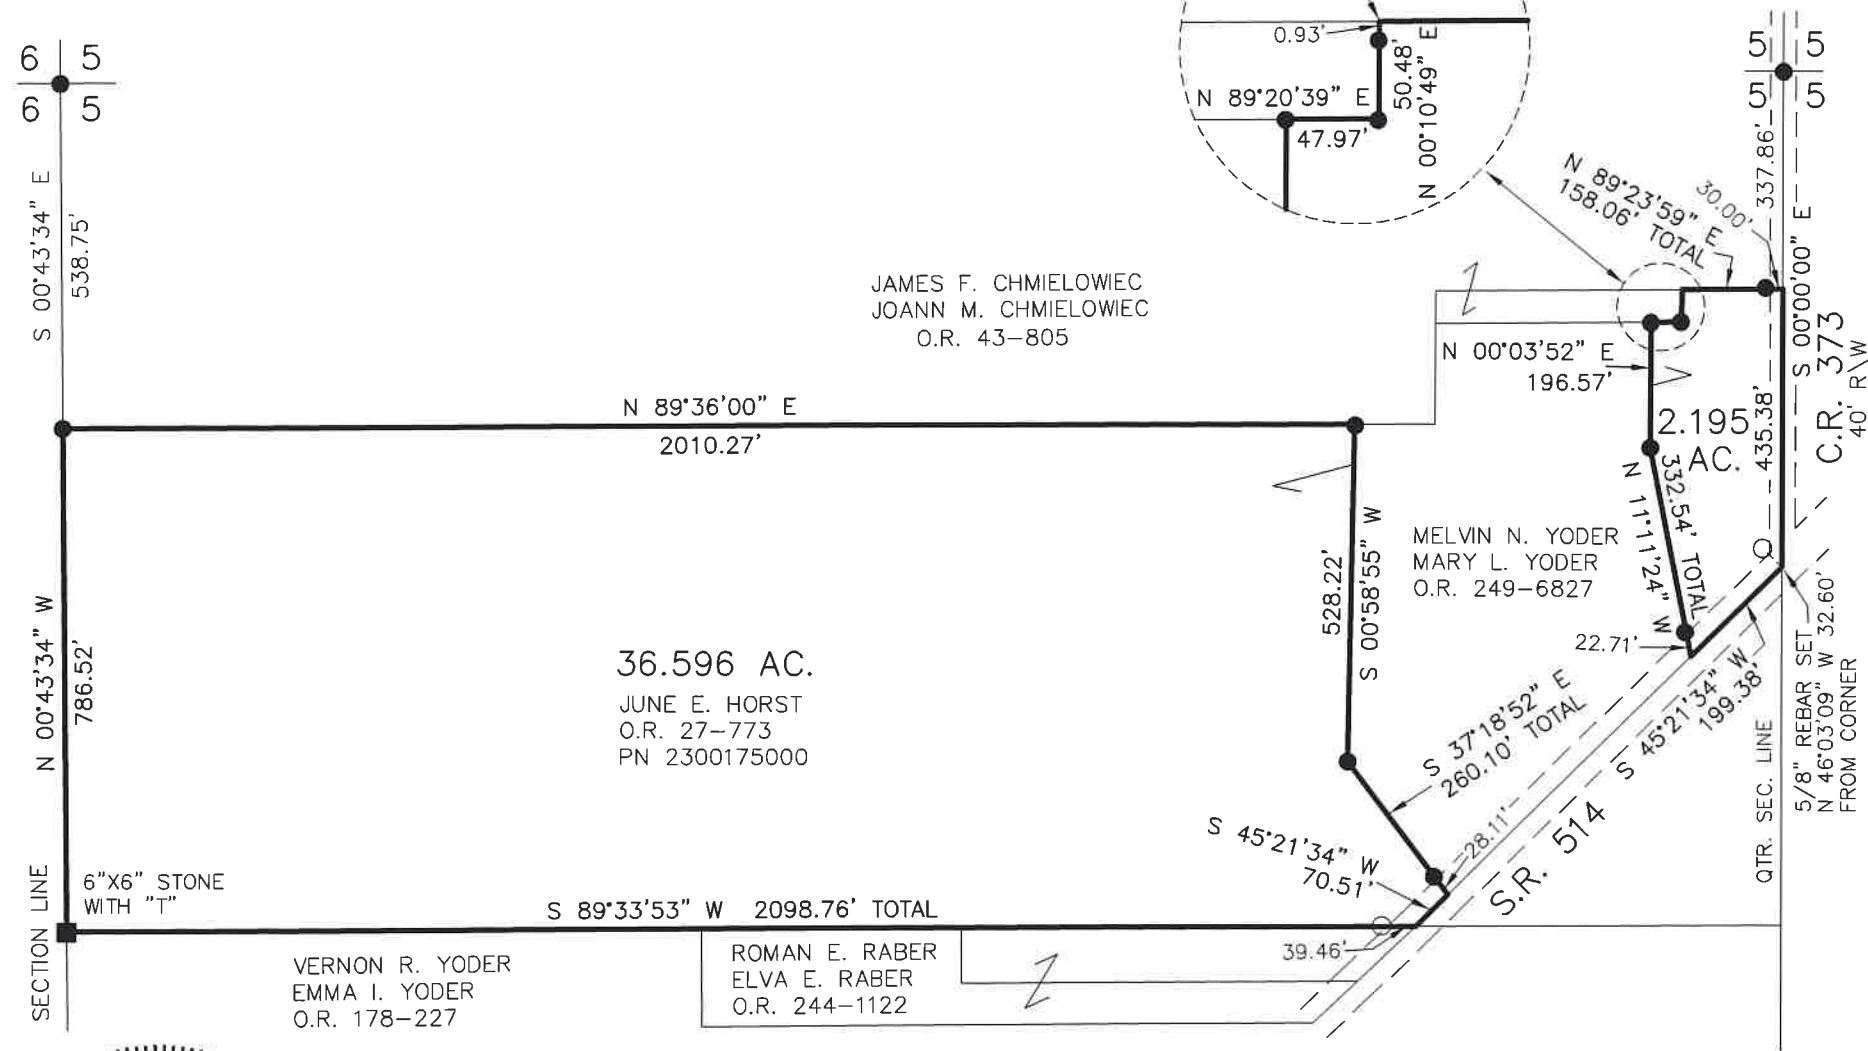 6 5
6 5
S 00°43'34" E
538.75'
0.93'
50.48'
N 00°10'49" E
N 89°20'39" E
47.97'
5 5
5 5
337.86'
S 00°00'00" E
N 89°23'59" E
158.06' TOTAL
30.00'
JAMES F. CHMIELOWIEC
JOANN M. CHMIELOWIEC
O.R. 43-805
N 00°03'52" E
196.57'
2.195
AC.
435.38'
C.R. 373
40' R\W
N 89°36'00" E
2010.27'
332.54' TOTAL
N 11°11'24" W
528.22'
S 00°58'55" W
MELVIN N. YODER
MARY L. YODER
O.R. 249-6827
22.71'
N 00°43'34" W
786.52'
36.596 AC.
JUNE E. HORST
O.R. 27-773
PN 2300175000
S 37°18'52" E
260.10' TOTAL
S 45°21'34" W
199.38'
QTR. SEC. LINE
5/8" REBAR SET
N 46°03'09" W 32.60'
FROM CORNER
S 45°21'34" W
70.51'
28.11'
S.R. 514
SECTION LINE
6"X6" STONE
WITH "T"
S 89°33'53" W 2098.76' TOTAL
39.46'
VERNON R. YODER
EMMA I. YODER
O.R. 178-227
ROMAN E. RABER
ELVA E. RABER
O.R. 244-1122